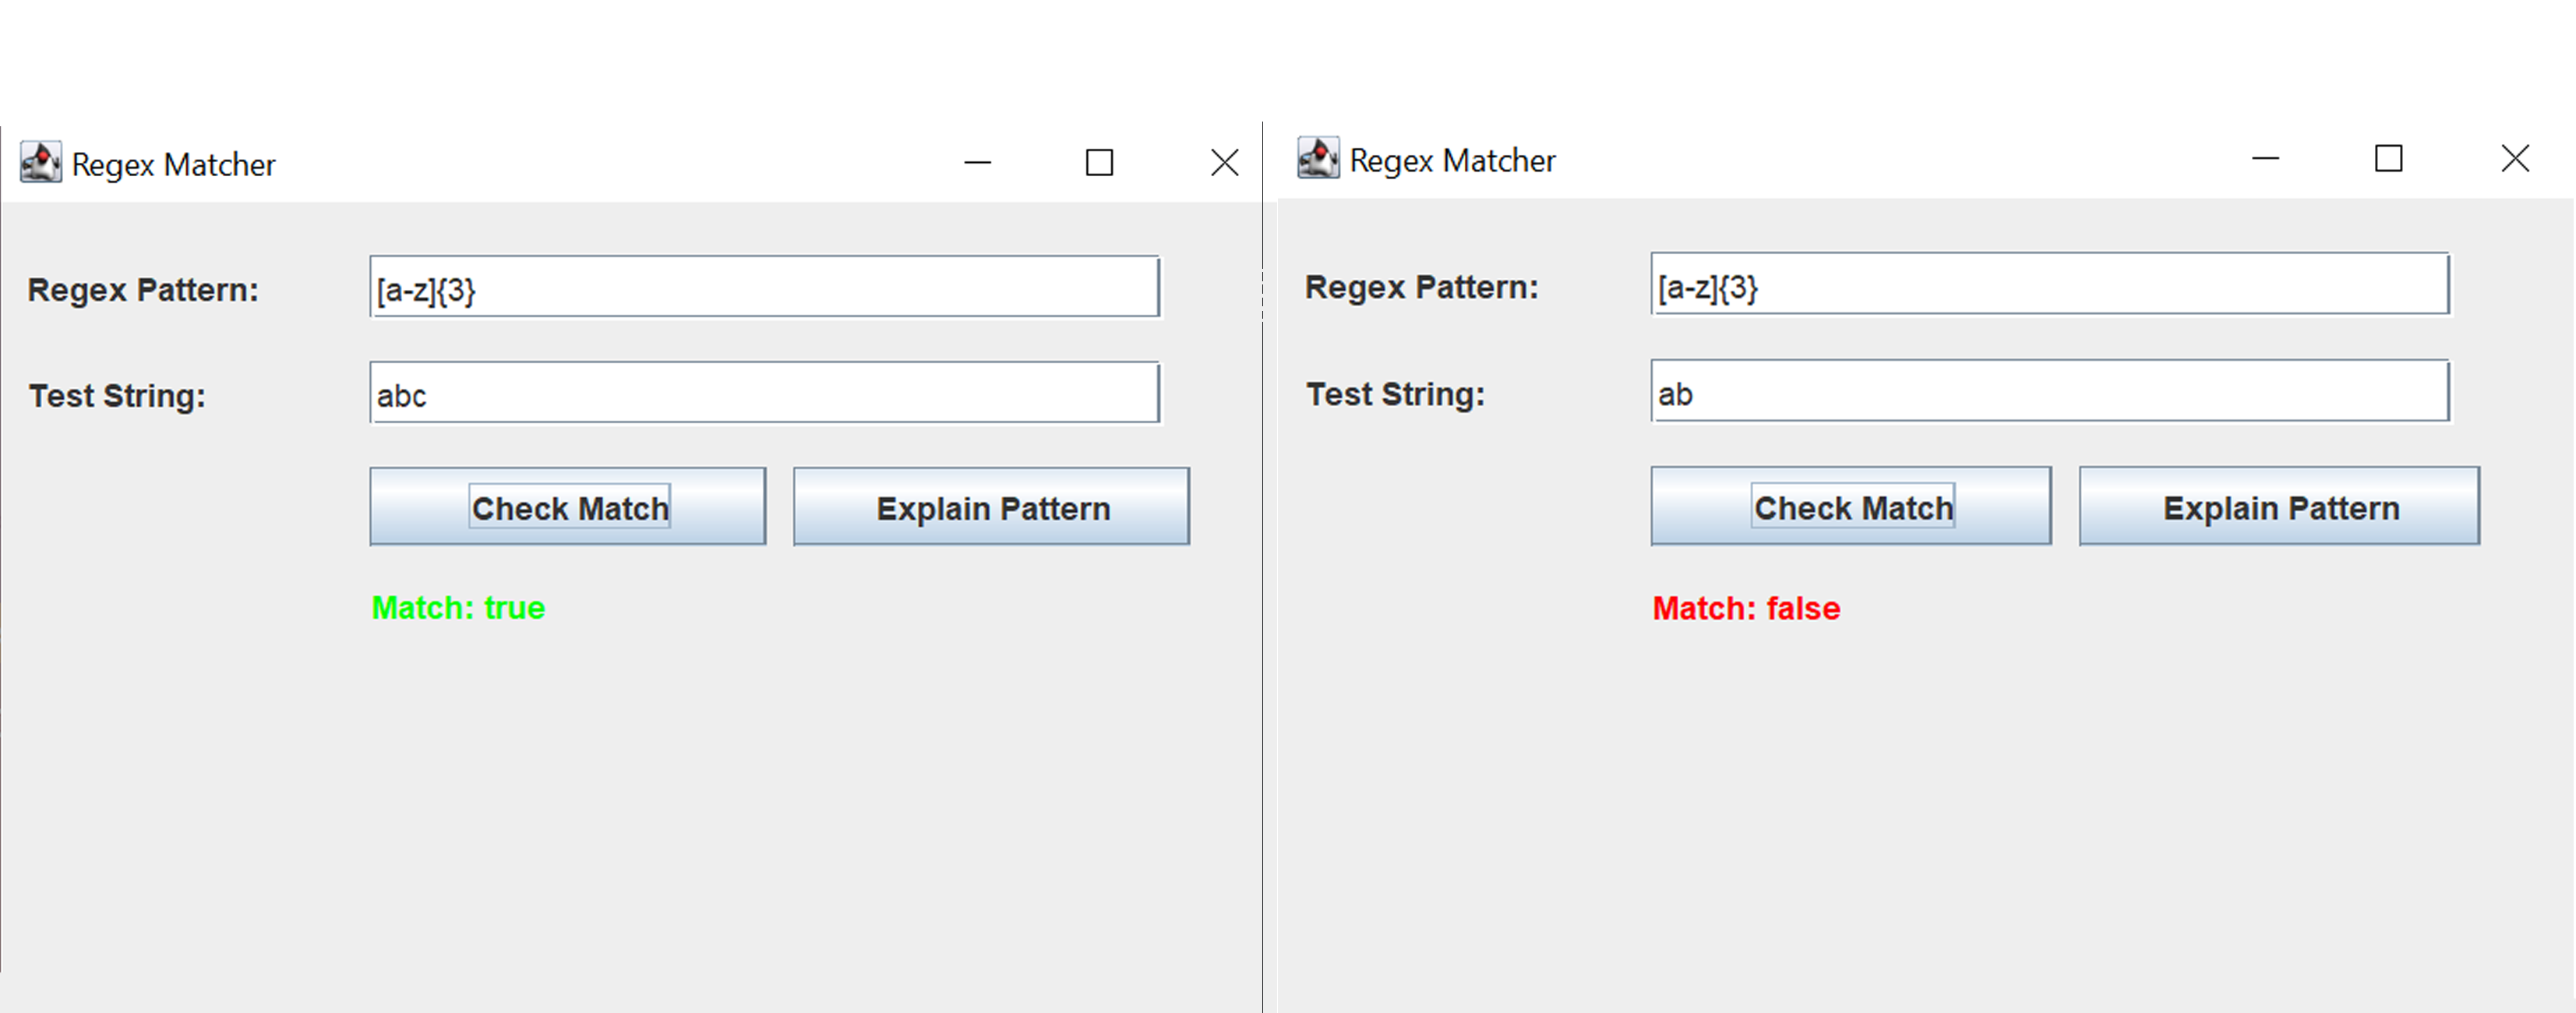 Regex Matcher
Regex Pattern: [a-z]{3}
Test String: abc
Check Match Explain Pattern
Match: true
Regex Matcher
Regex Pattern: [a-z]{3}
Test String: ab
Check Match Explain Pattern
Match: false